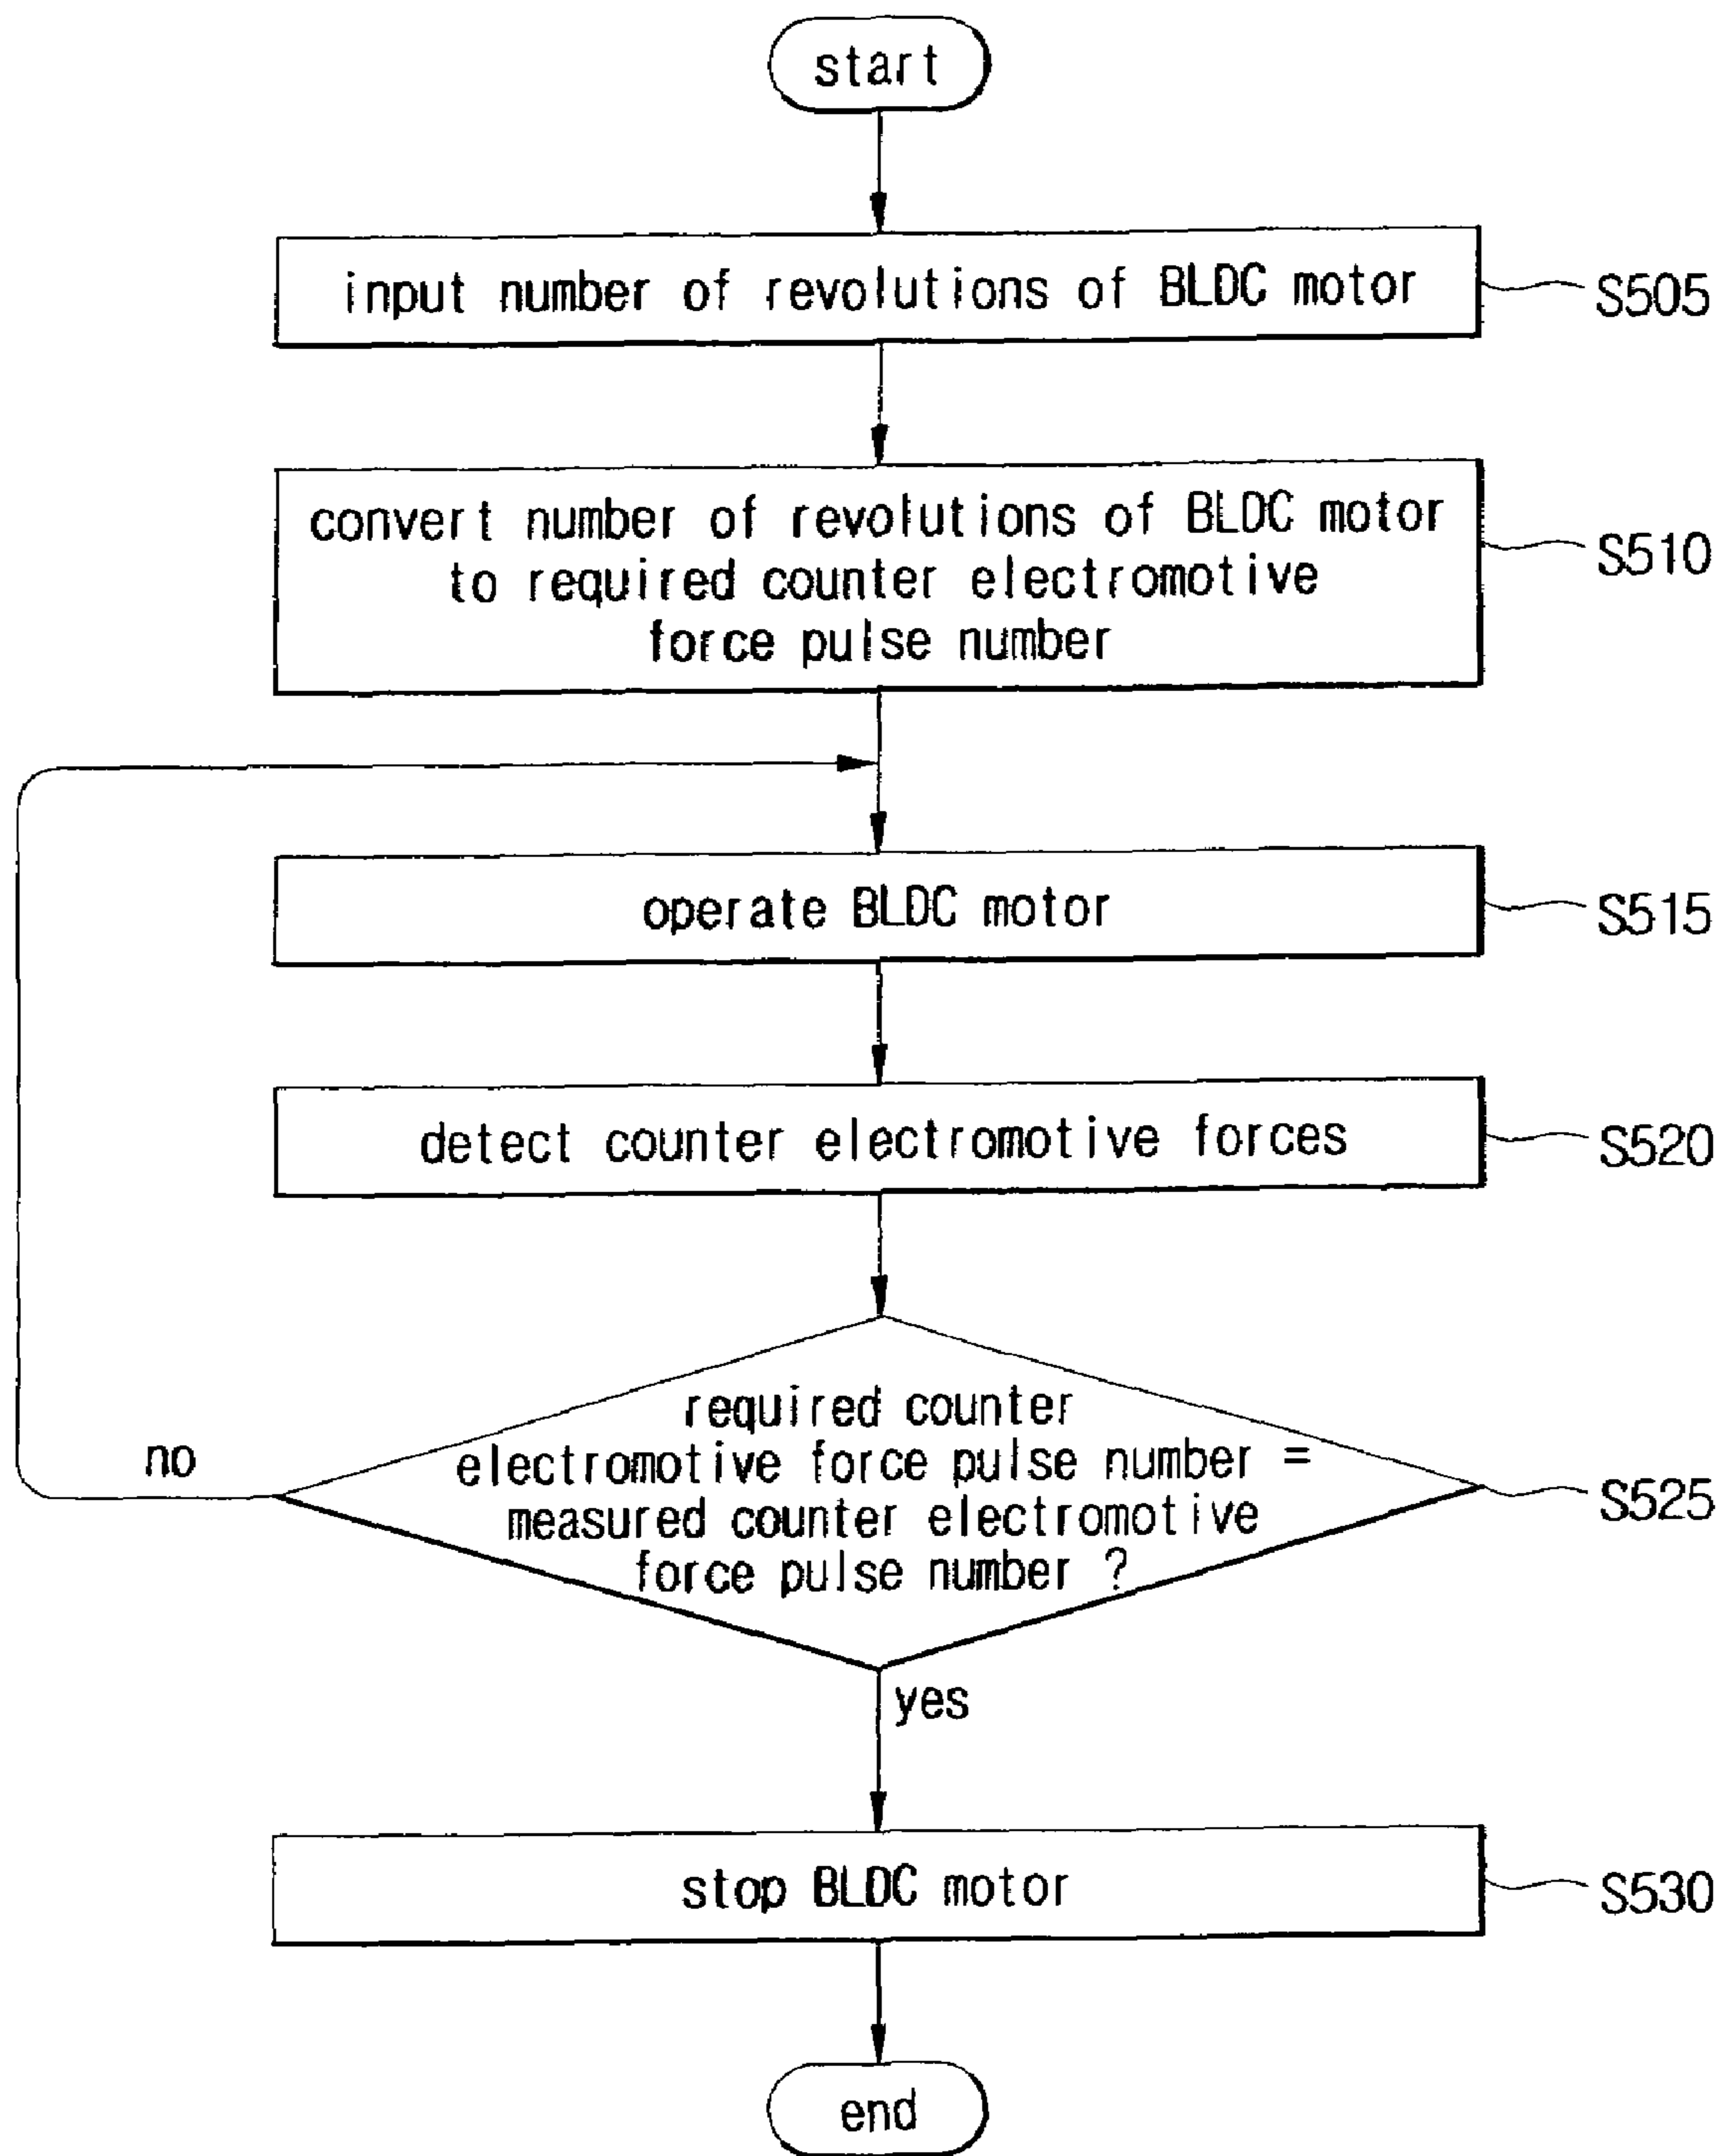 start
input number of revolutions of BLDC motor
S505
convert number of revolutions of BLDC motor
to required counter electromotive
force pulse number
S510
operate BLDC motor
S515
detect counter electromotive forces
S520
required counter
electromotive force pulse number =
measured counter electromotive
force pulse number ?
S525
no
yes
stop BLDC motor
S530
end